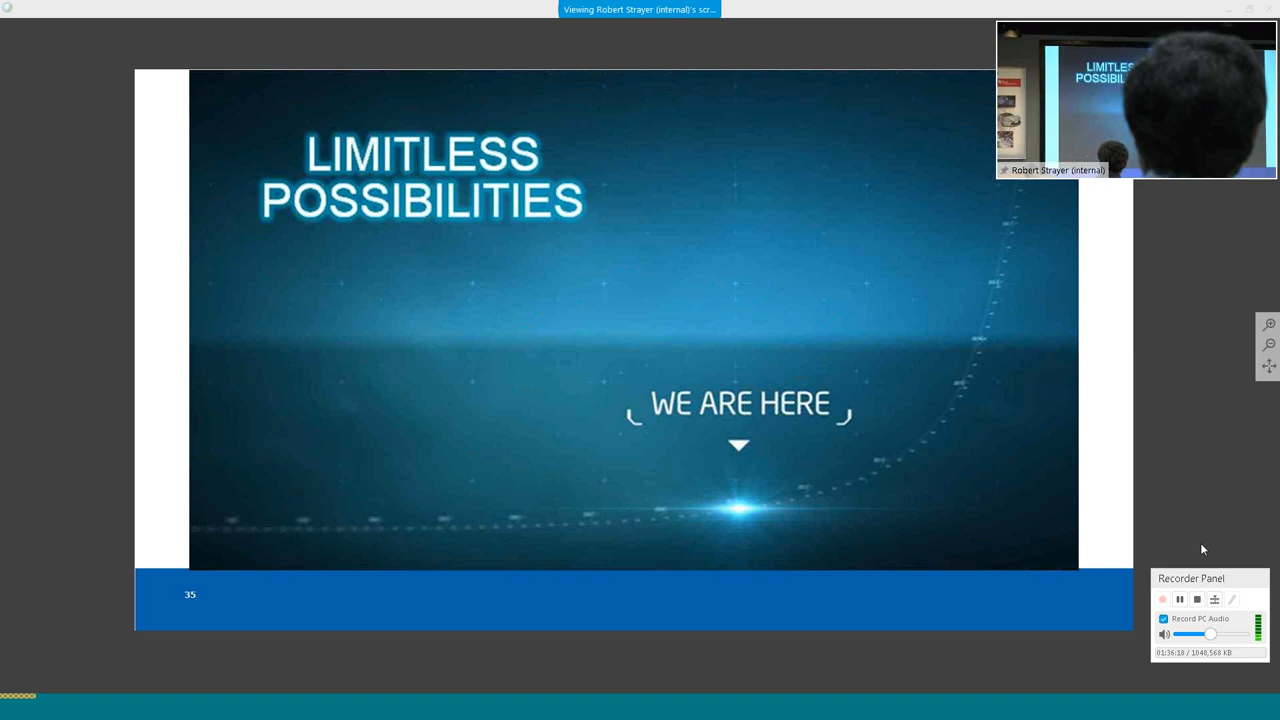 Viewing Robert Strayer (internal)'s scr...
LIMITLESS
POSSIBILITIES
WE ARE HERE
35
LIMITLES
POSSIBIL
Robert Strayer (internal)
Recorder Panel
Record PC Audio
01:36:18 / 1048,568 KB